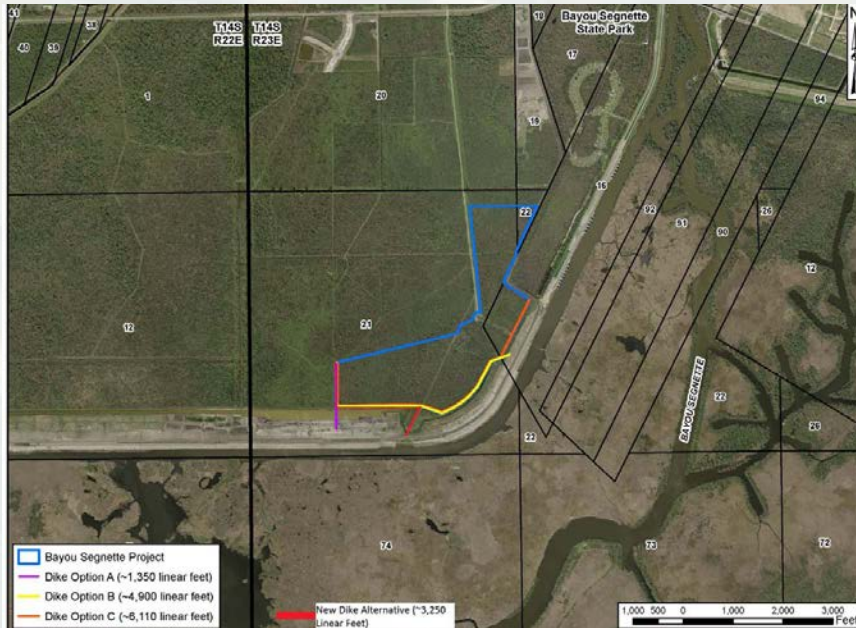 41
40
39
38
T14S T14S
R22E R23E
19
Bayou Segnette
State Park
17
N
1
20
16
94
22
16
92
91
90
26
12
12
21
BAYOU SEGNETTE
22
26
22
74
73
72
Bayou Segnette Project
Dike Option A (~1,350 linear feet)
Dike Option B (~4,900 linear feet)
Dike Option C (~6,110 linear feet)
New Dike Alternative (~3,250
Linear Feet)
1,000 500 0 1,000 2,000 3,000
Feet